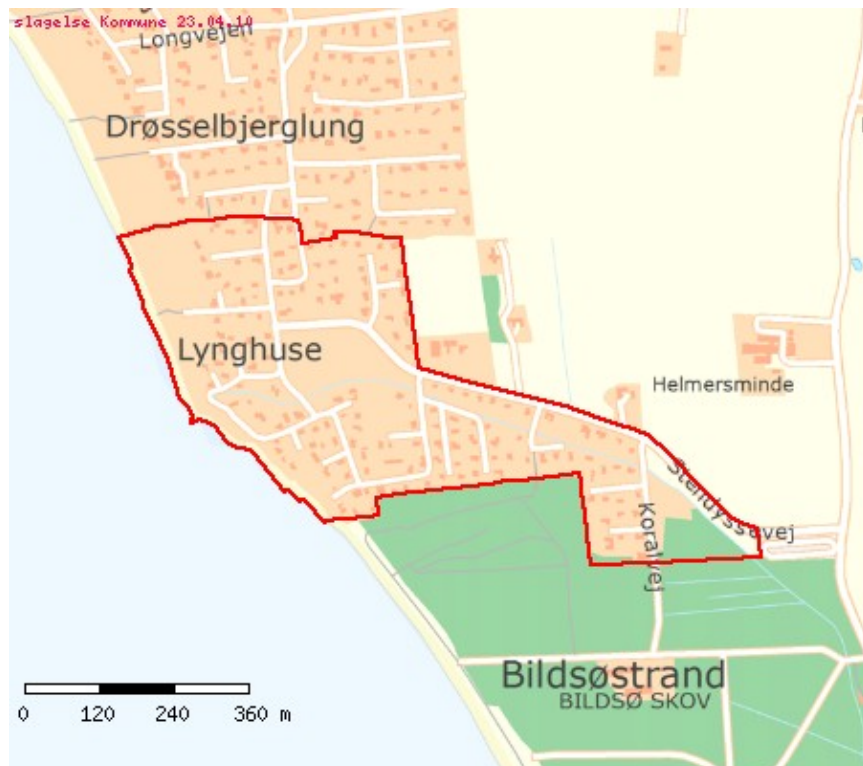 slagelse Kommune 23.04.10
Longvejen
Drøsselbjerglung
Lynghuse
Helmersminde
Stendyssevej
Koralvej
Bildsøstrand
BILDSØ SKOV
0 120 240 360 m